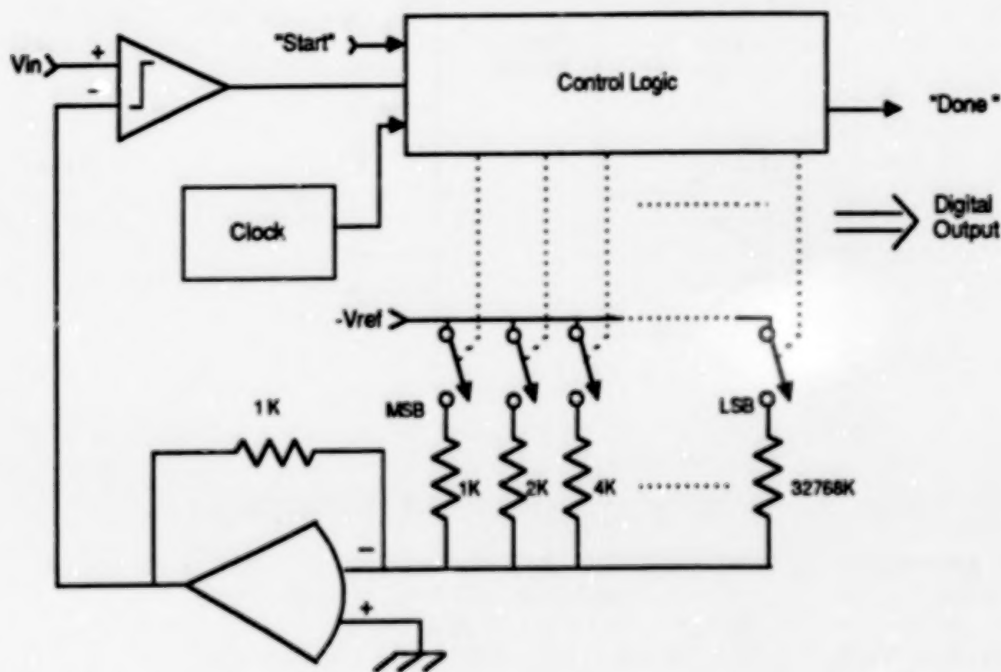 "Start"
Vin
+
-
Control Logic
"Done "
Clock
Digital
Output
-Vref
MSB
LSB
1K
1K
2K
4K
32768K
-
+